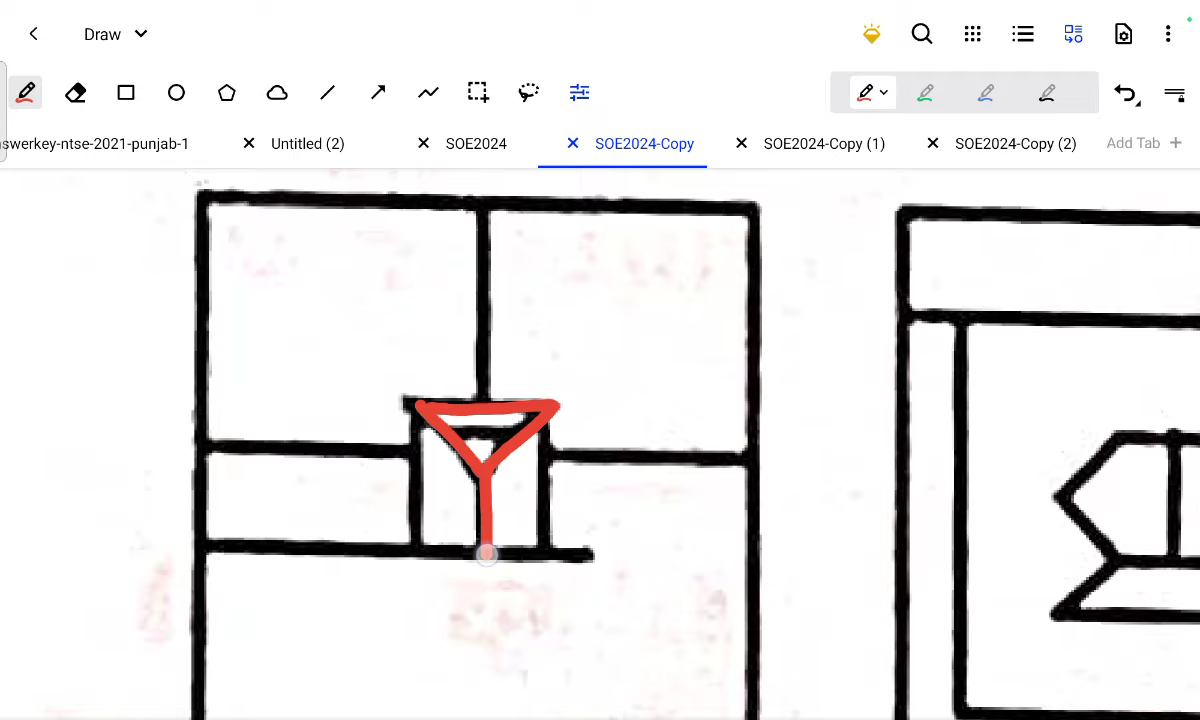 Draw
swerkey-ntse-2021-punjab-1
Untitled (2)
SOE2024
SOE2024-Copy
SOE2024-Copy (1)
SOE2024-Copy (2)
Add Tab